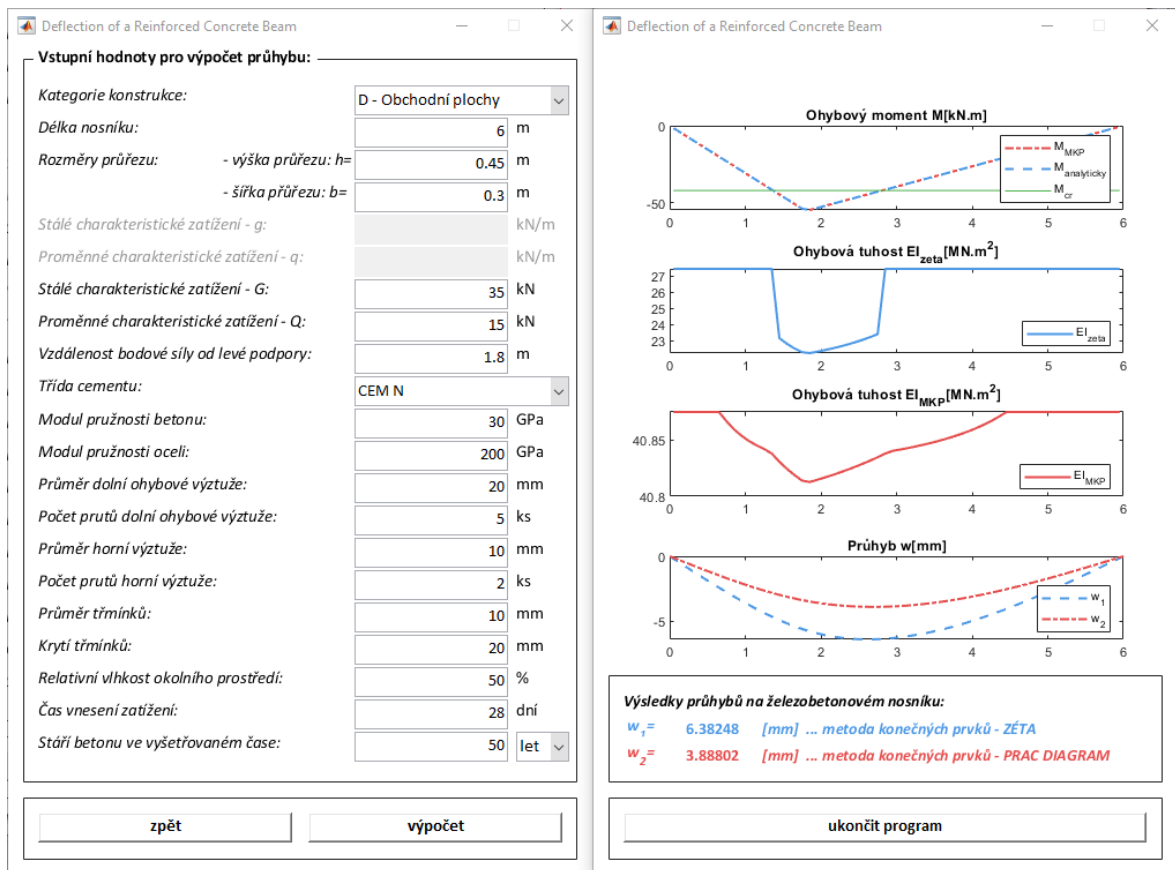 Deflection of a Reinforced Concrete Beam
Vstupní hodnoty pro výpočet průhybu:
Kategorie konstrukce: D - Obchodní plochy
Délka nosníku: 6 m
Rozměry průřezu: - výška průřezu: h= 0.45 m
- šířka přůřezu: b= 0.3 m
Stálé charakteristické zatížení - g: kN/m
Proměnné charakteristické zatížení - q: kN/m
Stálé charakteristické zatížení - G: 35 kN
Proměnné charakteristické zatížení - Q: 15 kN
Vzdálenost bodové síly od levé podpory: 1.8 m
Třída cementu: CEM N
Modul pružnosti betonu: 30 GPa
Modul pružnosti oceli: 200 GPa
Průměr dolní ohybové výztuže: 20 mm
Počet prutů dolní ohybové výztuže: 5 ks
Průměr horní výztuže: 10 mm
Počet prutů horní výztuže: 2 ks
Průměr třmínků: 10 mm
Krytí třmínků: 20 mm
Relativní vlhkost okolního prostředí: 50 %
Čas vnesení zatížení: 28 dní
Stáří betonu ve vyšetřovaném čase: 50 let
zpět výpočet
Deflection of a Reinforced Concrete Beam
Ohybový moment M[kN.m]
0
-50
M_MKP
M_analyticky
M_cr
0 1 2 3 4 5 6
Ohybová tuhost EI_zeta[MN.m²]
27
26
25
24
23
EI_zeta
0 1 2 3 4 5 6
Ohybová tuhost EI_MKP[MN.m²]
40.85
40.8
EI_MKP
0 1 2 3 4 5 6
Průhyb w[mm]
0
-5
w_1
w_2
0 1 2 3 4 5 6
Výsledky průhybů na železobetonovém nosníku:
w_1= 6.38248 [mm] ... metoda konečných prvků - ZÉTA
w_2= 3.88802 [mm] ... metoda konečných prvků - PRAC DIAGRAM
ukončit program